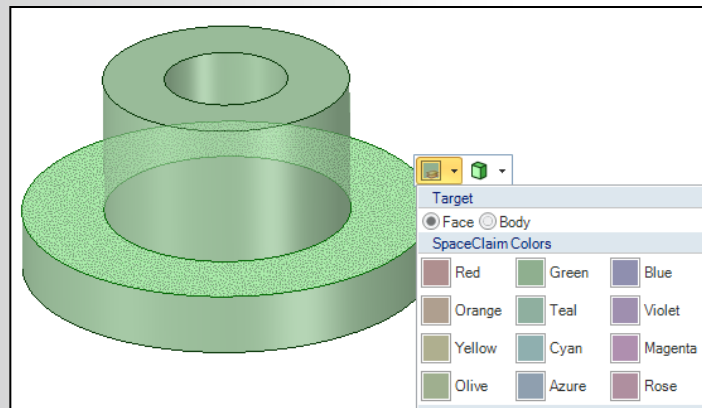 Target
Face Body
SpaceClaim Colors
Red Green Blue
Orange Teal Violet
Yellow Cyan Magenta
Olive Azure Rose